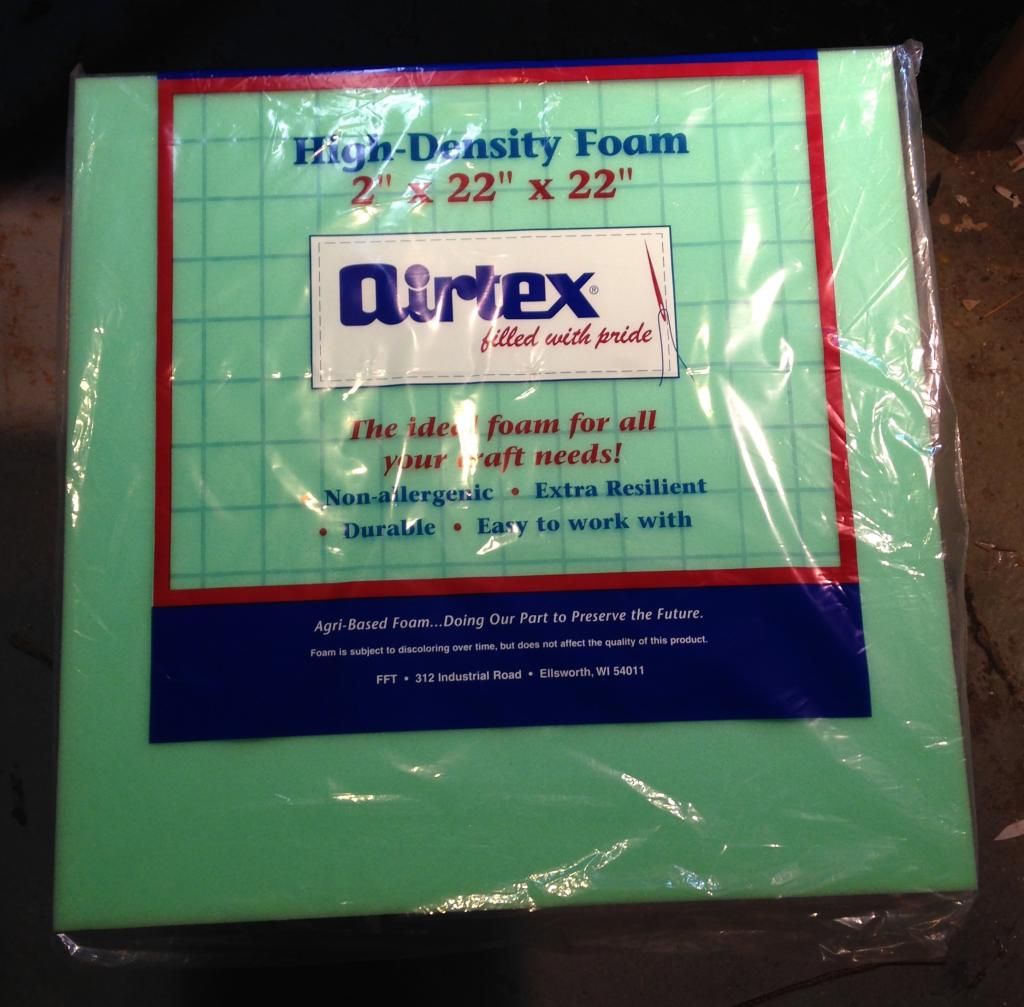 High-Density Foam
2" x 22" x 22"
airtex®
filled with pride
The ideal foam for all
your craft needs!
• Non-allergenic • Extra Resilient
• Durable • Easy to work with
Agri-Based Foam...Doing Our Part to Preserve the Future.
Foam is subject to discoloring over time, but does not affect the quality of this product.
FFT • 312 Industrial Road • Ellsworth, WI 54011